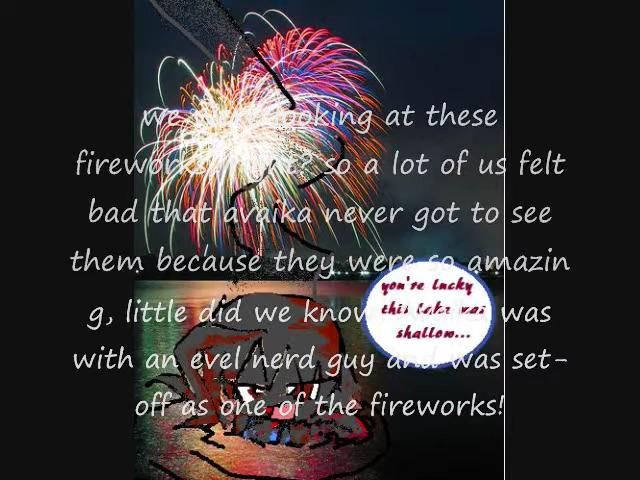 we looking at these
fireworks so a lot of us felt
bad that avaika never got to see
them because they were so amazin
g, little did we know was
with an evel nerd guy and was set-
off as one of the fireworks!
you're lucky
this lake was
shallow...